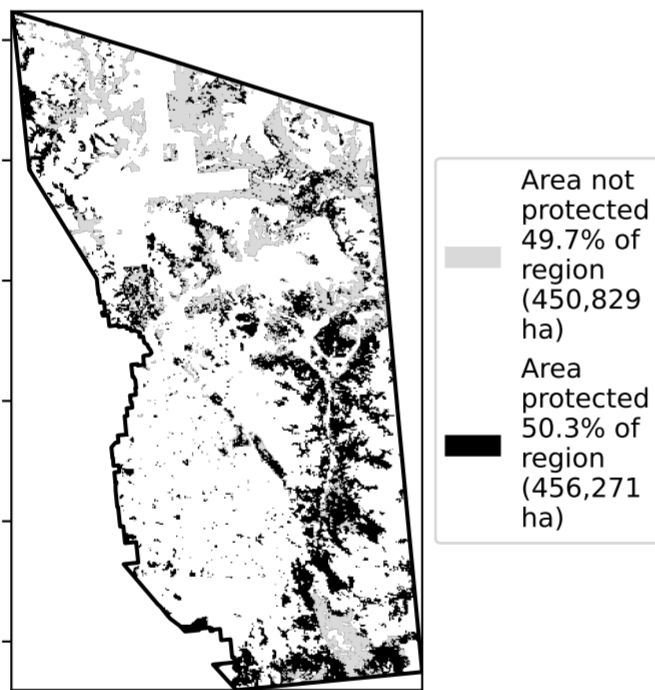 Area not
protected
49.7% of
region
(450,829
ha)
Area
protected
50.3% of
region
(456,271
ha)